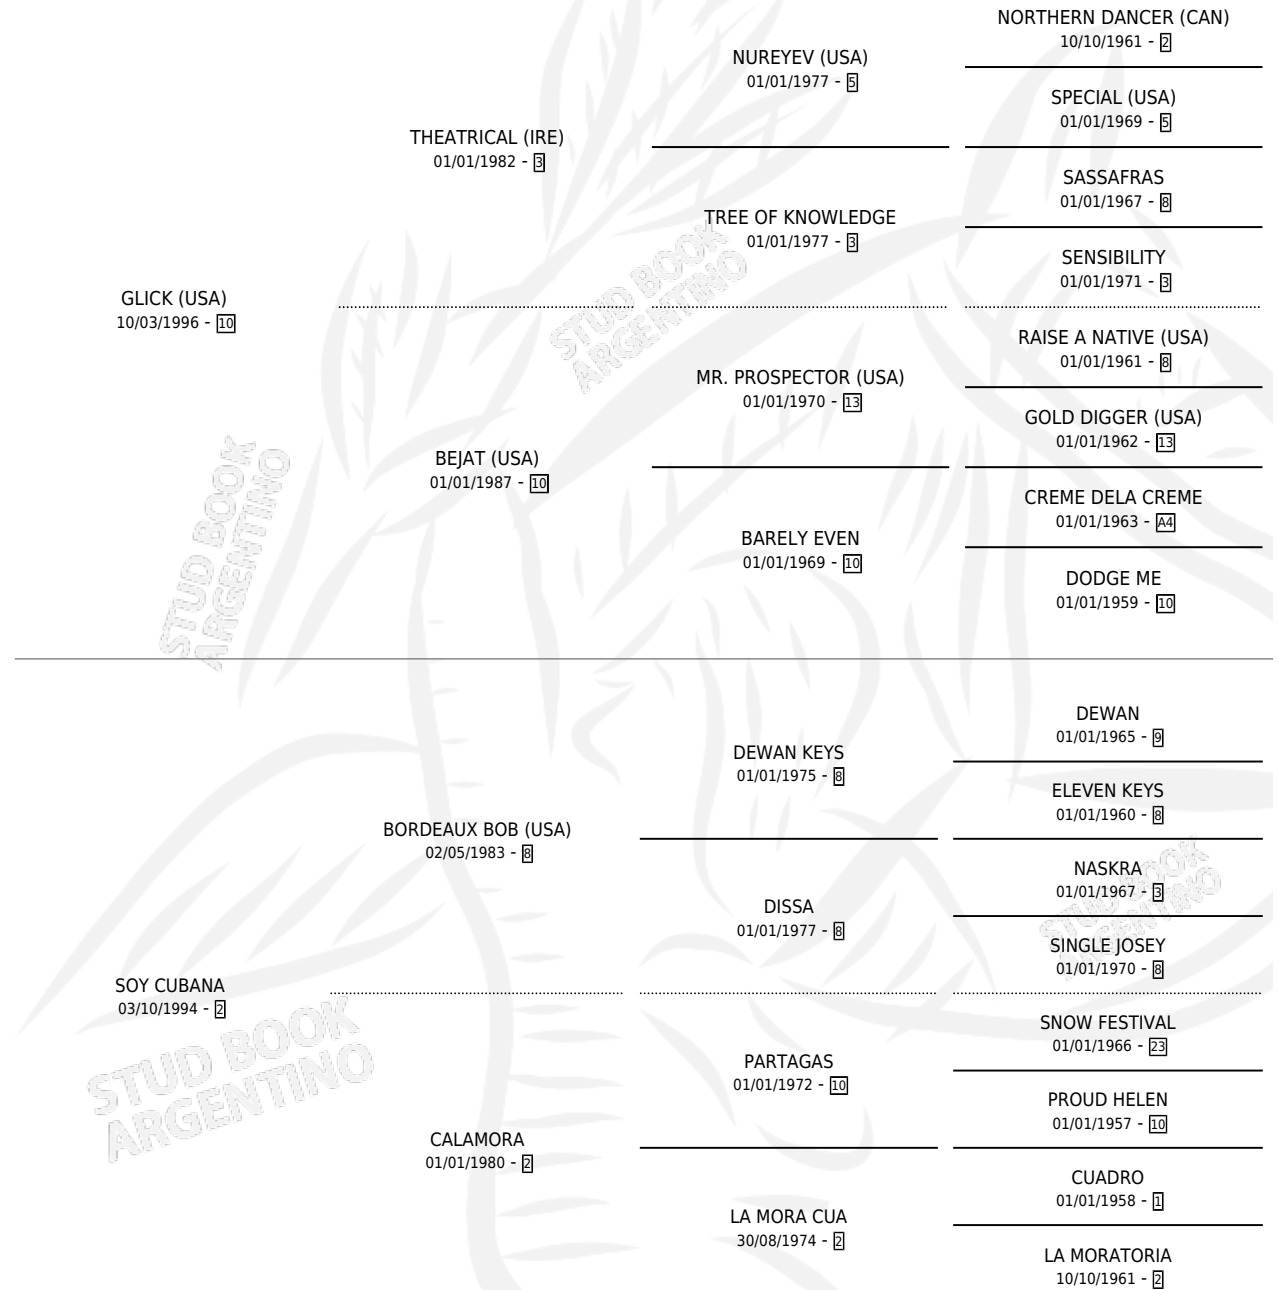 NORTHERN DANCER (CAN)
10/10/1961 - 2
NUREYEV (USA)
01/01/1977 - 5
SPECIAL (USA)
01/01/1969 - 5
THEATRICAL (IRE)
01/01/1982 - 3
SASSAFRAS
01/01/1967 - 8
TREE OF KNOWLEDGE
01/01/1977 - 3
SENSIBILITY
01/01/1971 - 3
GLICK (USA)
10/03/1996 - 10
RAISE A NATIVE (USA)
01/01/1961 - 8
MR. PROSPECTOR (USA)
01/01/1970 - 13
GOLD DIGGER (USA)
01/01/1962 - 13
BEJAT (USA)
01/01/1987 - 10
CREME DELA CREME
01/01/1963 - A4
BARELY EVEN
01/01/1969 - 10
DODGE ME
01/01/1959 - 10
STUD BOOK
ARGENTINO
STUD BOOK
ARGENTINO
DEWAN
01/01/1965 - 9
DEWAN KEYS
01/01/1975 - 8
ELEVEN KEYS
01/01/1960 - 8
BORDEAUX BOB (USA)
02/05/1983 - 8
NASKRA
01/01/1967 - 3
DISSA
01/01/1977 - 8
SINGLE JOSEY
01/01/1970 - 8
STUD BOOK
ARGENTINO
SOY CUBANA
03/10/1994 - 2
SNOW FESTIVAL
01/01/1966 - 23
PARTAGAS
01/01/1972 - 10
PROUD HELEN
01/01/1957 - 10
CALAMORA
01/01/1980 - 2
CUADRO
01/01/1958 - 1
LA MORA CUA
30/08/1974 - 2
LA MORATORIA
10/10/1961 - 2
STUD BOOK
ARGENTINO